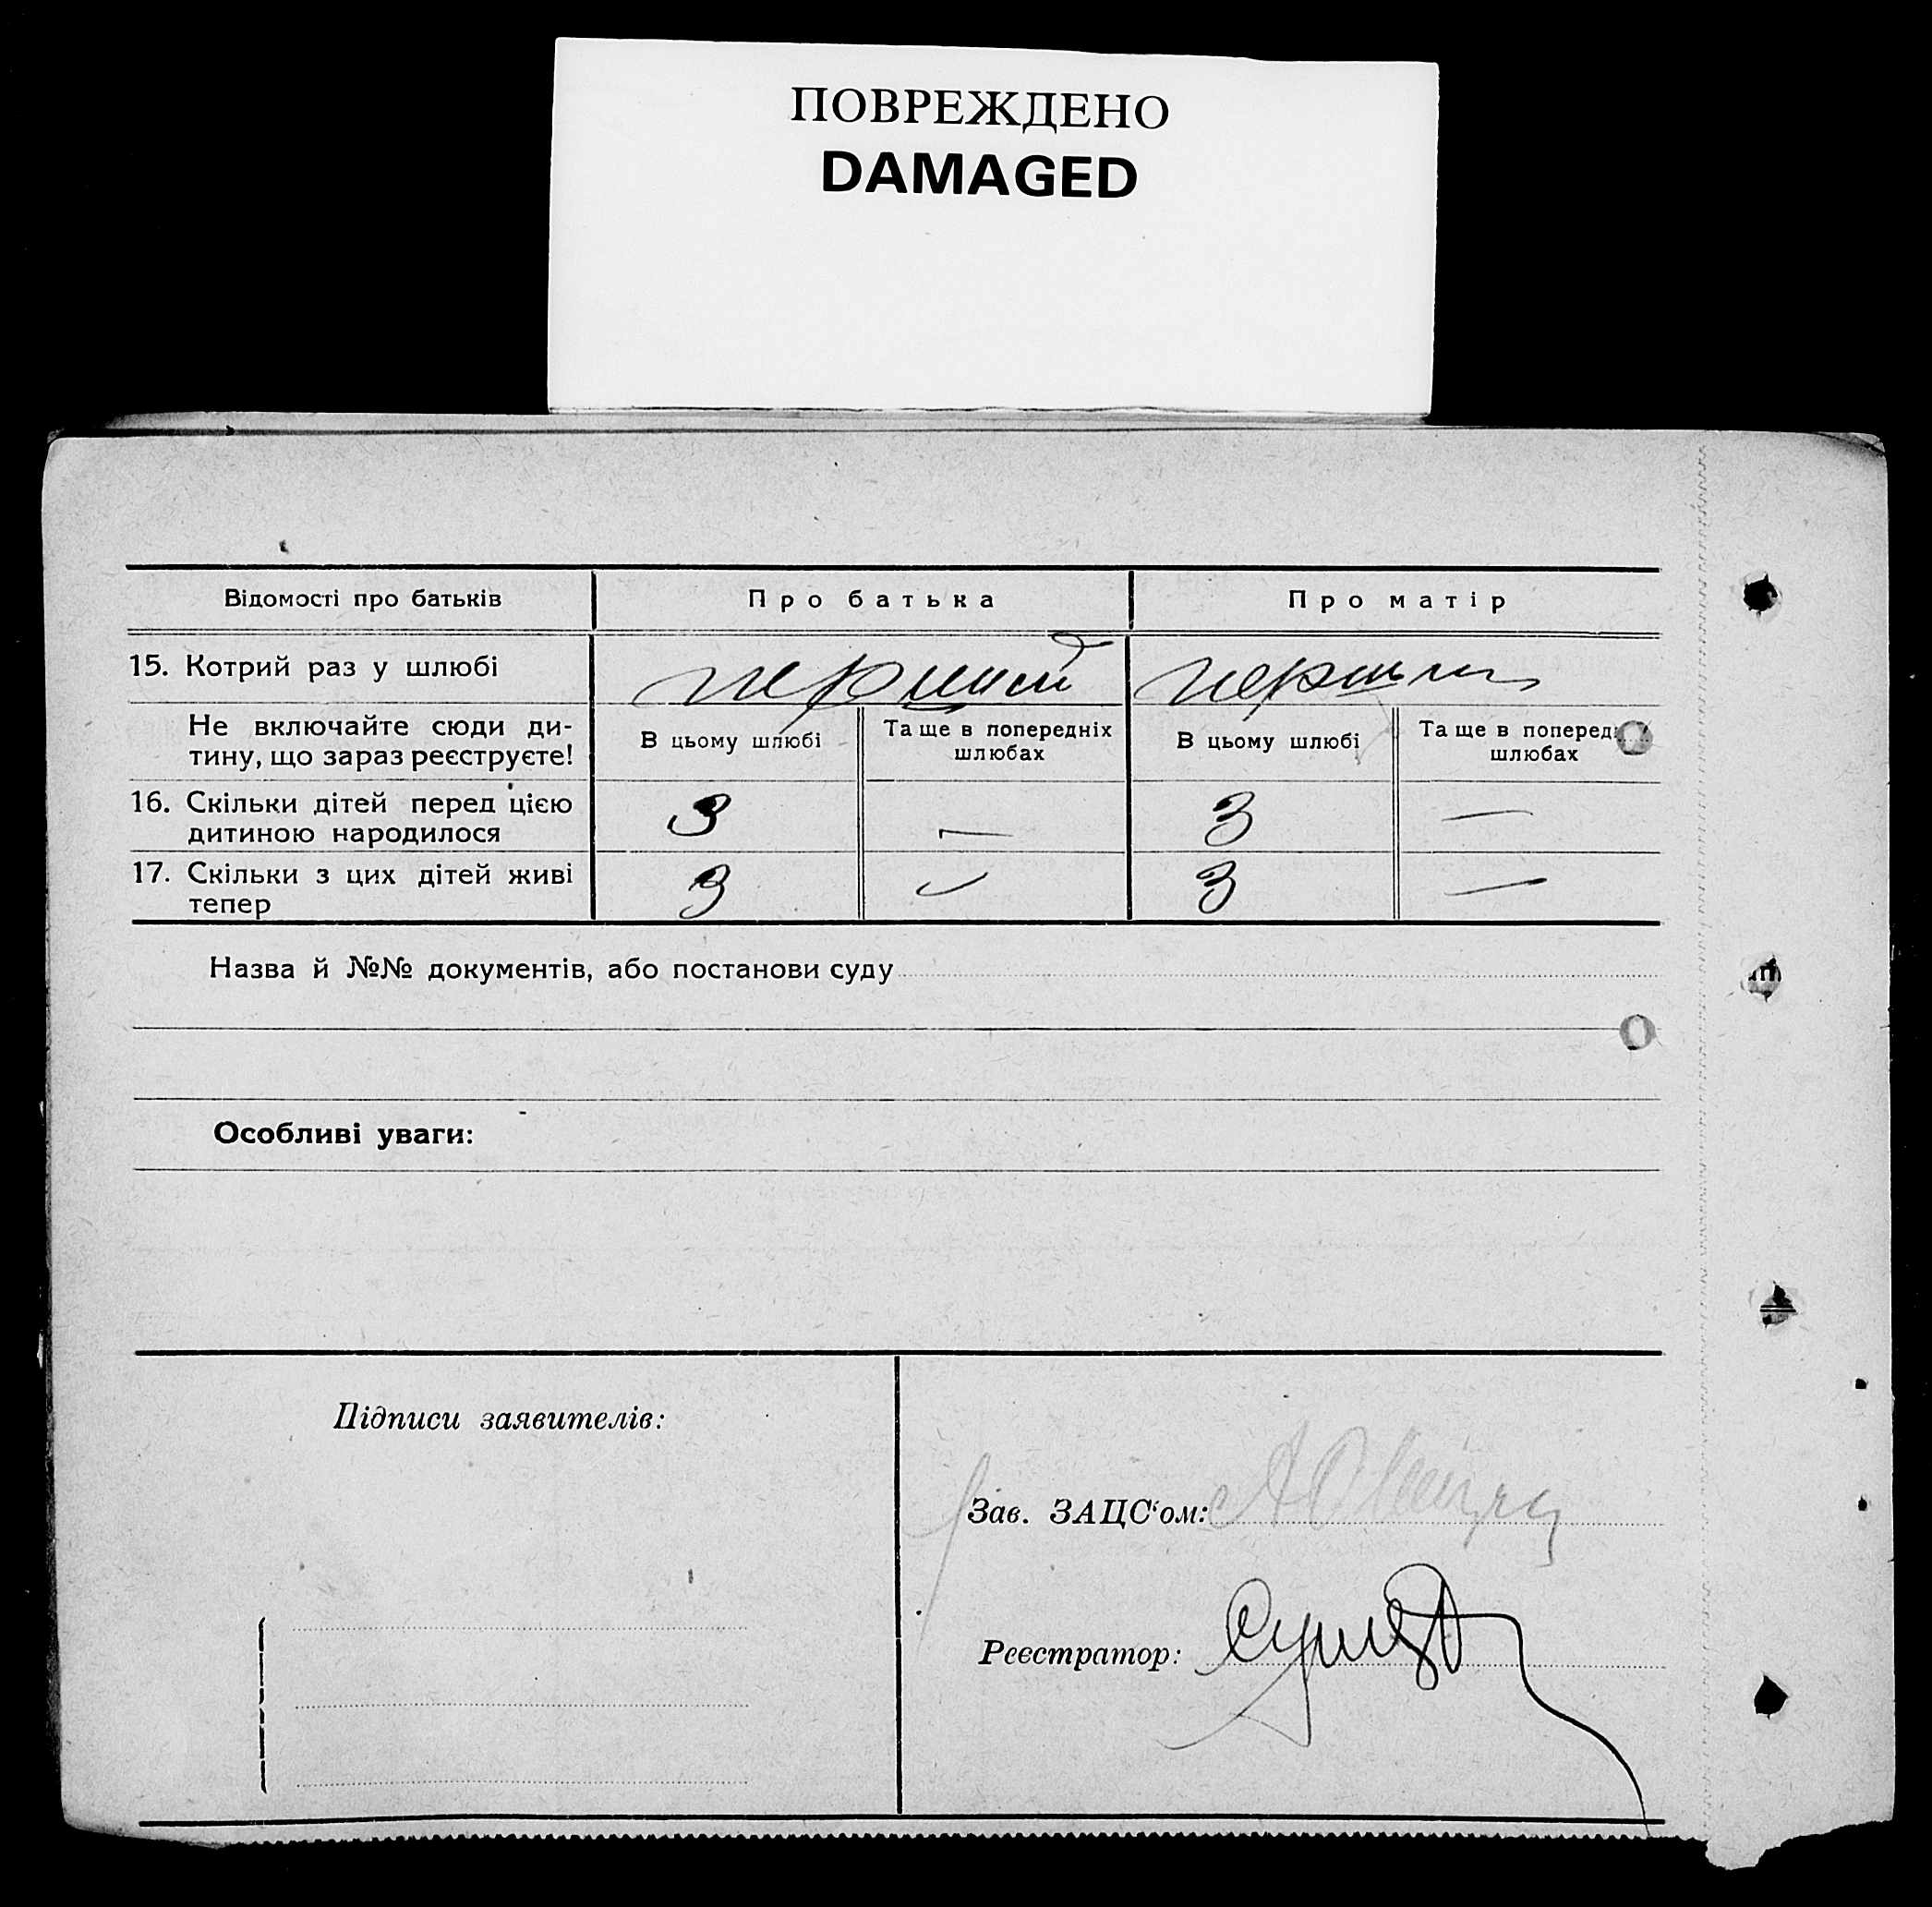 ПОВРЕЖДЕНО
DAMAGED
Відомості про батьків
Про батька
Про матір
15. Котрий раз у шлюбі
перший
перший
Не включайте сюди ди-
тину, що зараз реєструєте!
В цьому шлюбі
Та ще в попередніх
шлюбах
В цьому шлюбі
Та ще в поперед
шлюбах
16. Скільки дітей перед цією
дитиною народилося
3
—
3
—
17. Скільки з цих дітей живі
тепер
3
—
3
—
Назва й №№ документів, або постанови суду
Особливі уваги:
Підписи заявителів:
Зав. ЗАЦС‘ом:
Реєстратор: